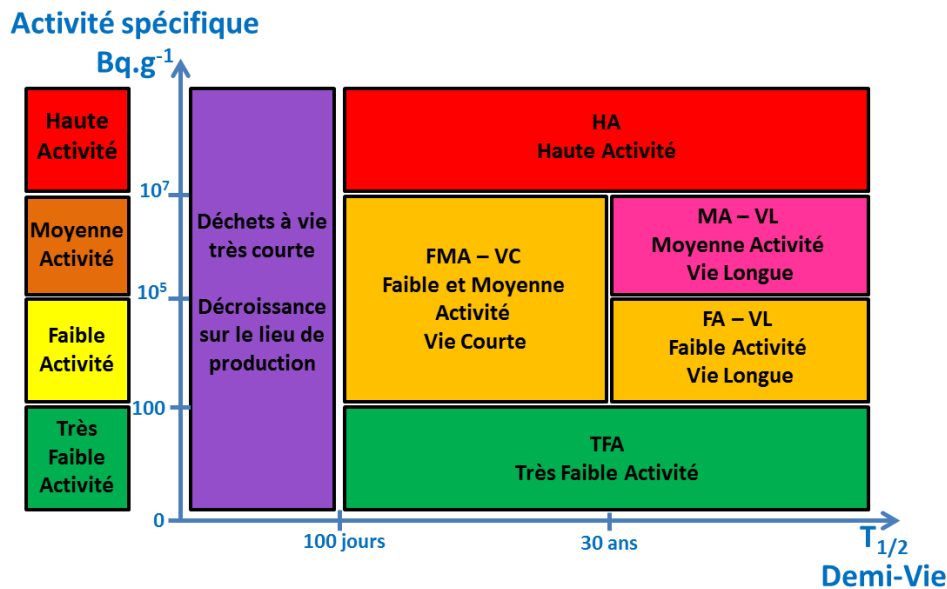 Activité spécifique
Bq.g⁻¹
Haute
Activité
Moyenne
Activité
Faible
Activité
Très
Faible
Activité
10⁷
10⁵
100
0
Déchets à vie
très courte
Décroissance
sur le lieu de
production
HA
Haute Activité
FMA – VC
Faible et Moyenne
Activité
Vie Courte
MA – VL
Moyenne Activité
Vie Longue
FA – VL
Faible Activité
Vie Longue
TFA
Très Faible Activité
100 jours
30 ans
T1/2
Demi-Vie